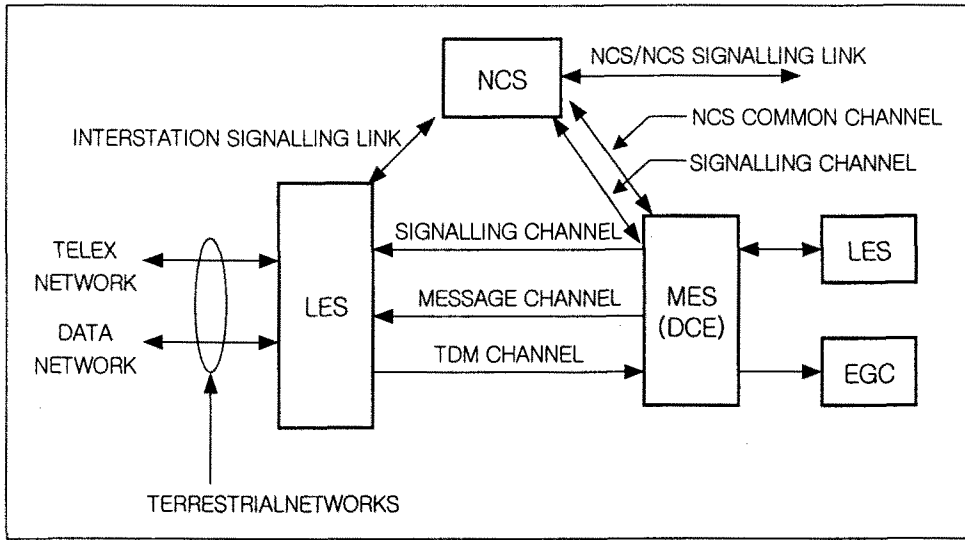 NCS/NCS SIGNALLING LINK
NCS
NCS COMMON CHANNEL
INTERSTATION SIGNALLING LINK
SIGNALLING CHANNEL
SIGNALLING CHANNEL
TELEX
NETWORK
LES
MESSAGE CHANNEL
MES
(DCE)
LES
DATA
NETWORK
TDM CHANNEL
EGC
TERRESTRIALNETWORKS